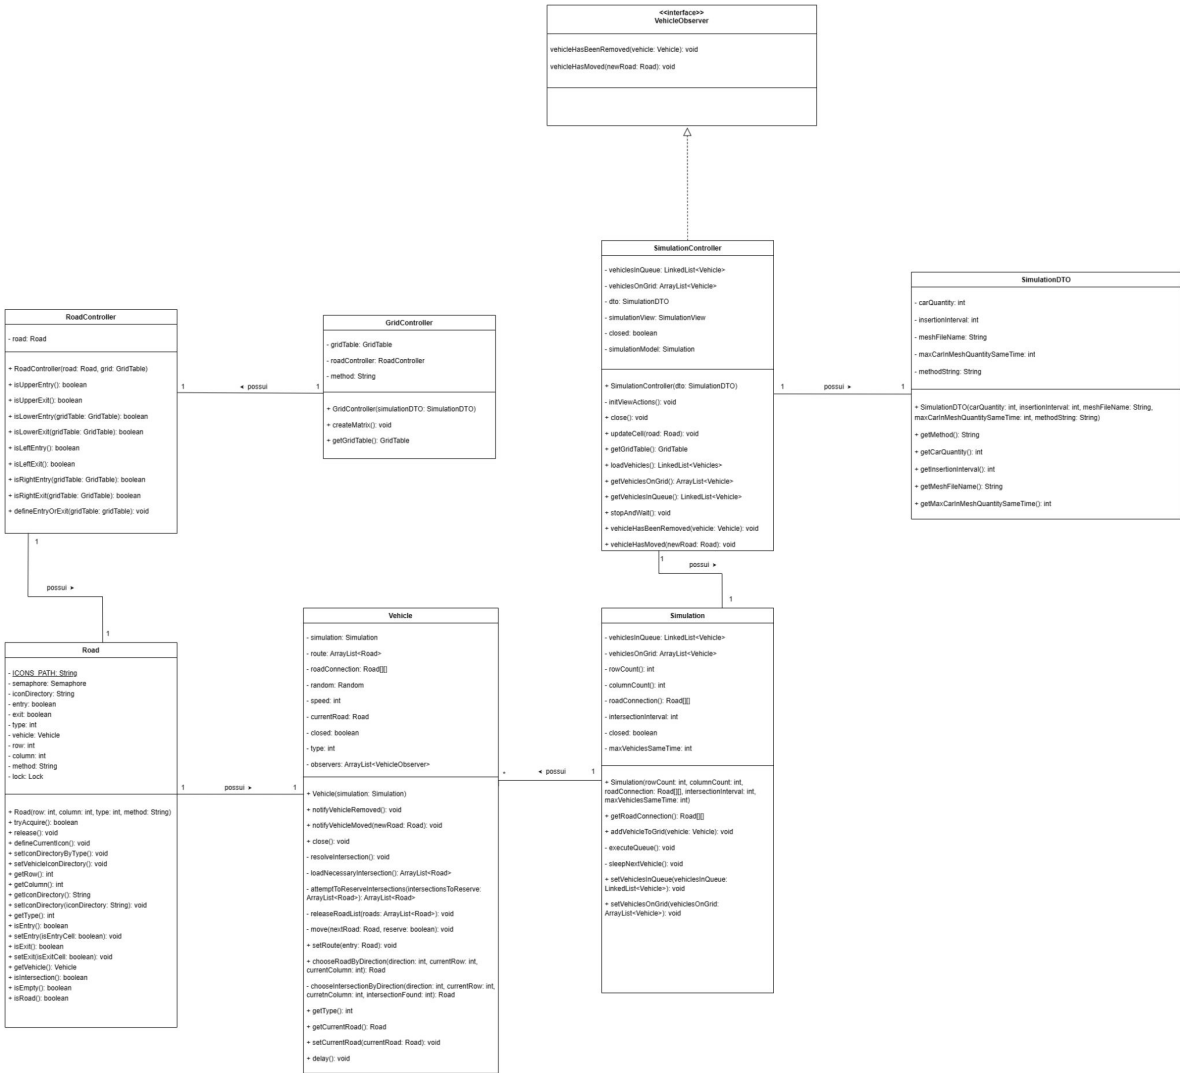 <<interface>>
VehicleObserver
vehicleHasBeenRemoved(vehicle: Vehicle): void
vehicleHasMoved(newRoad: Road): void
SimulationController
- vehiclesInQueue: LinkedList<Vehicle>
- vehiclesOnGrid: ArrayList<Vehicle>
- dto: SimulationDTO
- simulationView: SimulationView
- closed: boolean
- simulationModel: Simulation
+ SimulationController(dto: SimulationDTO)
- initViewActions(): void
+ close(): void
+ updateCell(road: Road): void
+ getGridTable(): GridTable
+ loadVehicles(): LinkedList<Vehicles>
+ getVehiclesOnGrid(): ArrayList<Vehicle>
+ getVehiclesInQueue(): LinkedList<Vehicle>
+ stopAndWait(): void
+ vehicleHasBeenRemoved(vehicle: Vehicle): void
+ vehicleHasMoved(newRoad: Road): void
1
possui ➤
1
SimulationDTO
- carQuantity: int
- insertionInterval: int
- meshFileName: String
- maxCarInMeshQuantitySameTime: int
- methodString: String
+ SimulationDTO(carQuantity: int, insertionInterval: int, meshFileName: String,
maxCarInMeshQuantitySameTime: int, methodString: String)
+ getMethod(): String
+ getCarQuantity(): int
+ getInsertionInterval(): int
+ getMeshFileName(): String
+ getMaxCarInMeshQuantitySameTime(): int
RoadController
- road: Road
+ RoadController(road: Road, grid: GridTable)
+ isUpperEntry(): boolean
+ isUpperExit(): boolean
+ isLowerEntry(gridTable: GridTable): boolean
+ isLowerExit(gridTable: GridTable): boolean
+ isLeftEntry(): boolean
+ isLeftExit(): boolean
+ isRightEntry(gridTable: GridTable): boolean
+ isRightExit(gridTable: GridTable): boolean
+ defineEntryOrExit(gridTable: gridTable): void
1
◄ possui
1
GridController
- gridTable: GridTable
- roadController: RoadController
- method: String
+ GridController(simulationDTO: SimulationDTO)
+ createMatrix(): void
+ getGridTable(): GridTable
1
possui ➤
1
1
possui ➤
1
Road
- ICONS_PATH: String
- semaphore: Semaphore
- iconDirectory: String
- entry: boolean
- exit: boolean
- type: int
- vehicle: Vehicle
- row: int
- column: int
- method: String
- lock: Lock
+ Road(row: int, column: int, type: int, method: String)
+ tryAcquire(): boolean
+ release(): void
+ defineCurrentIcon(): void
+ setIconDirectoryByType(): void
+ setVehicleIconDirectory(): void
+ getRow(): int
+ getColumn(): int
+ getIconDirectory(): String
+ setIconDirectory(iconDirectory: String): void
+ getType(): int
+ isEntry(): boolean
+ setEntry(isEntryCell: boolean): void
+ isExit(): boolean
+ setExit(isExitCell: boolean): void
+ getVehicle(): Vehicle
+ isIntersection(): boolean
+ isEmpty(): boolean
+ isRoad(): boolean
1
possui ➤
1
Vehicle
- simulation: Simulation
- route: ArrayList<Road>
- roadConnection: Road[][]
- random: Random
- speed: int
- currentRoad: Road
- closed: boolean
- type: int
- observers: ArrayList<VehicleObserver>
+ Vehicle(simulation: Simulation)
+ notifyVehicleRemoved(): void
+ notifyVehicleMoved(newRoad: Road): void
+ close(): void
- resolveIntersection(): void
- loadNecessaryIntersection(): ArrayList<Road>
- attemptToReserveIntersections(intersectionsToReserve:
ArrayList<Road>): ArrayList<Road>
- releaseRoadList(roads: ArrayList<Road>): void
- move(nextRoad: Road, reserve: boolean): void
+ setRoute(entry: Road): void
+ chooseRoadByDirection(direction: int, currentRow: int,
currentColumn: int): Road
- chooseIntersectionByDirection(direction: int, currentRow: int,
curretnColumn: int, intersectionFound: int): Road
+ getType(): int
+ getCurrentRoad(): Road
+ setCurrentRoad(currentRoad: Road): void
+ delay(): void
*
◄ possui
1
Simulation
- vehiclesInQueue: LinkedList<Vehicle>
- vehiclesOnGrid: ArrayList<Vehicle>
- rowCount(): int
- columnCount(): int
- roadConnection(): Road[][]
- intersectionInterval: int
- closed: boolean
- maxVehiclesSameTime: int
+ Simulation(rowCount: int, columnCount: int,
roadConnection: Road[][], intersectionInterval: int,
maxVehiclesSameTime: int)
+ getRoadConnection(): Road[][]
+ addVehicleToGrid(vehicle: Vehicle): void
- executeQueue(): void
- sleepNextVehicle(): void
+ setVehiclesInQueue(vehiclesInQueue:
LinkedList<Vehicle>): void
+ setVehiclesOnGrid(vehiclesOnGrid:
ArrayList<Vehicle>): void